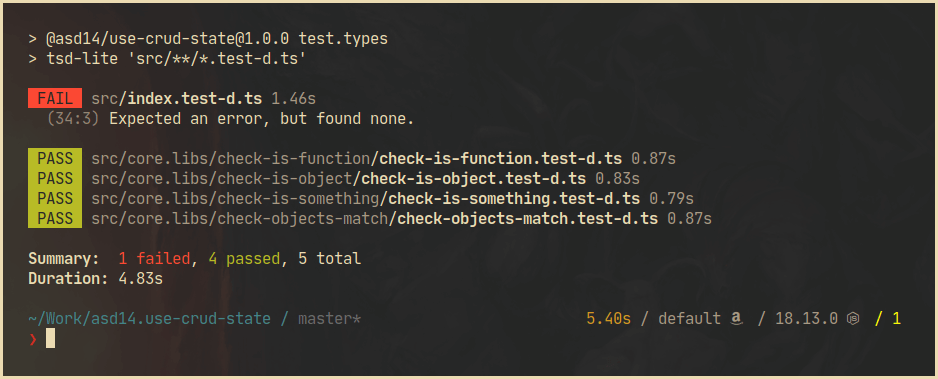 > @asd14/use-crud-state@1.0.0 test.types
> tsd-lite 'src/**/*.test-d.ts'
FAIL src/index.test-d.ts 1.46s
(34:3) Expected an error, but found none.
PASS src/core.libs/check-is-function/check-is-function.test-d.ts 0.87s
PASS src/core.libs/check-is-object/check-is-object.test-d.ts 0.83s
PASS src/core.libs/check-is-something/check-is-something.test-d.ts 0.79s
PASS src/core.libs/check-objects-match/check-objects-match.test-d.ts 0.87s
Summary: 1 failed, 4 passed, 5 total
Duration: 4.83s
~/Work/asd14.use-crud-state / master* 5.40s / default a / 18.13.0 JS / 1
❯